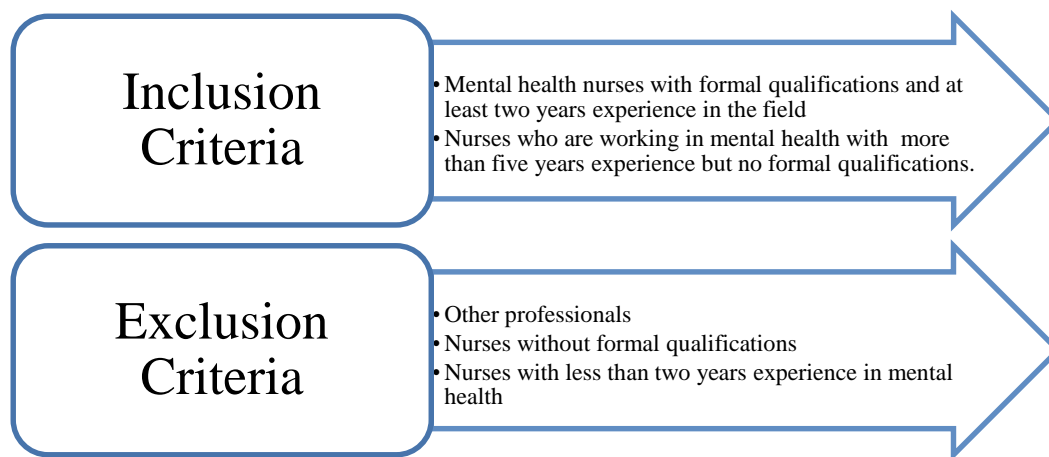 Inclusion
Criteria
• Mental health nurses with formal qualifications and at
least two years experience in the field
• Nurses who are working in mental health with  more
than five years experience but no formal qualifications.
Exclusion
Criteria
• Other professionals
• Nurses without formal qualifications
• Nurses with less than two years experience in mental
health